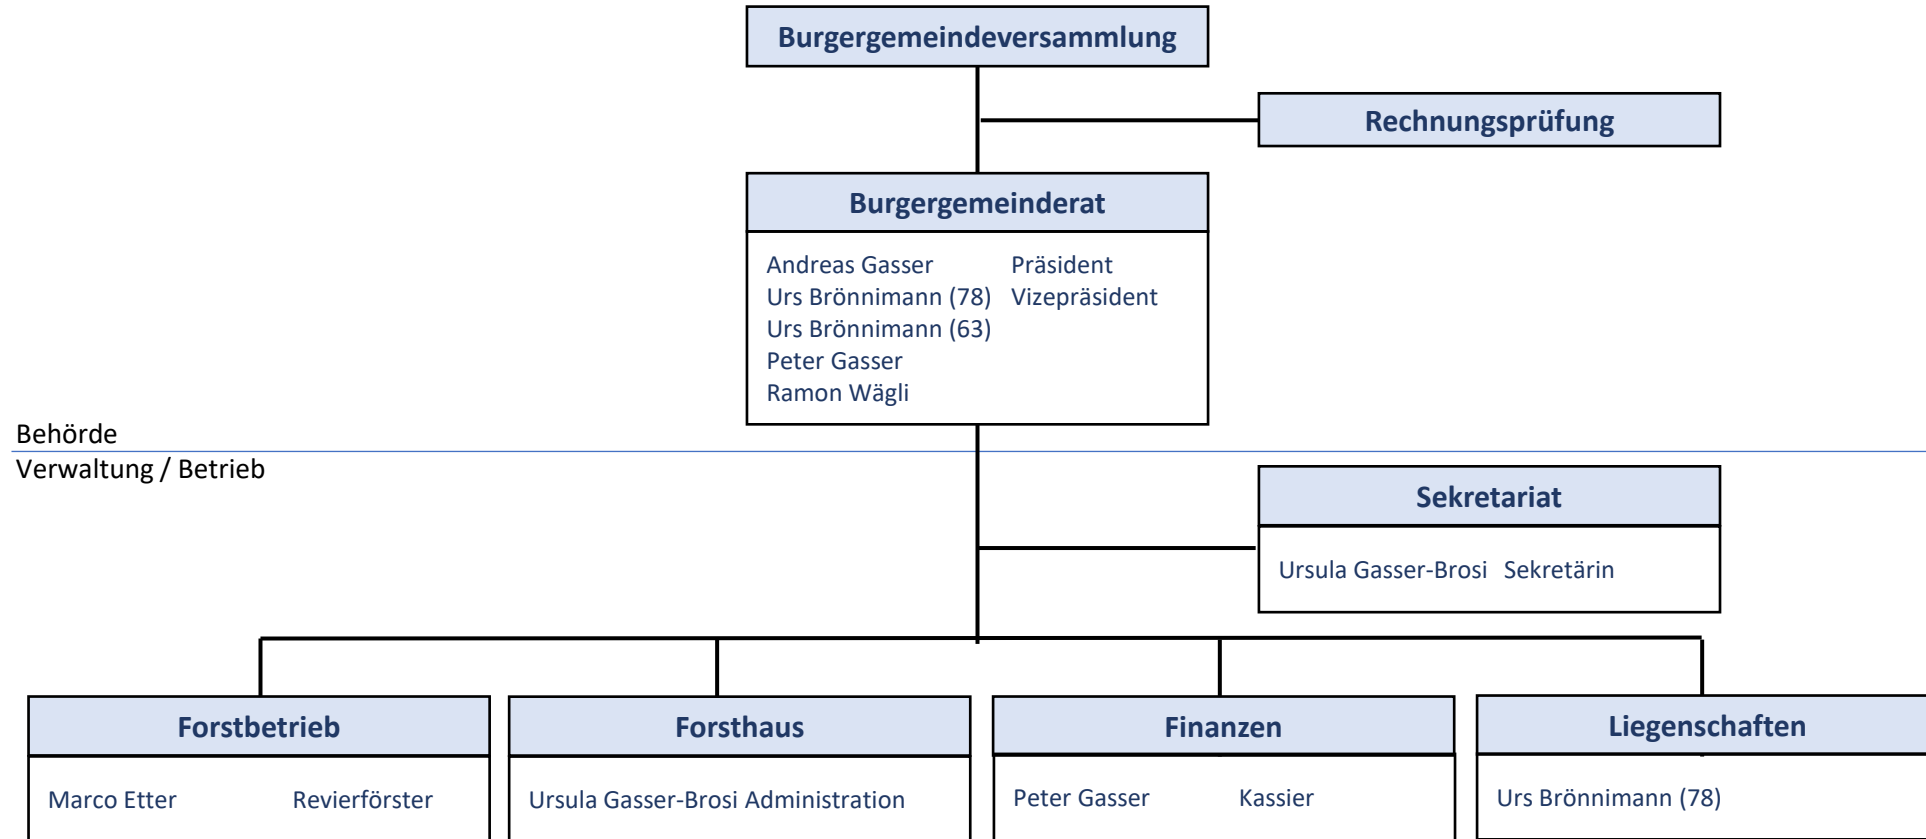 Burgergemeindeversammlung
Rechnungsprüfung
Burgergemeinderat
Andreas Gasser Präsident
Urs Brönnimann (78) Vizepräsident
Urs Brönnimann (63)
Peter Gasser
Ramon Wägli
Behörde
Verwaltung / Betrieb
Sekretariat
Ursula Gasser-Brosi Sekretärin
Forstbetrieb
Marco Etter Revierförster
Forsthaus
Ursula Gasser-Brosi Administration
Finanzen
Peter Gasser Kassier
Liegenschaften
Urs Brönnimann (78)